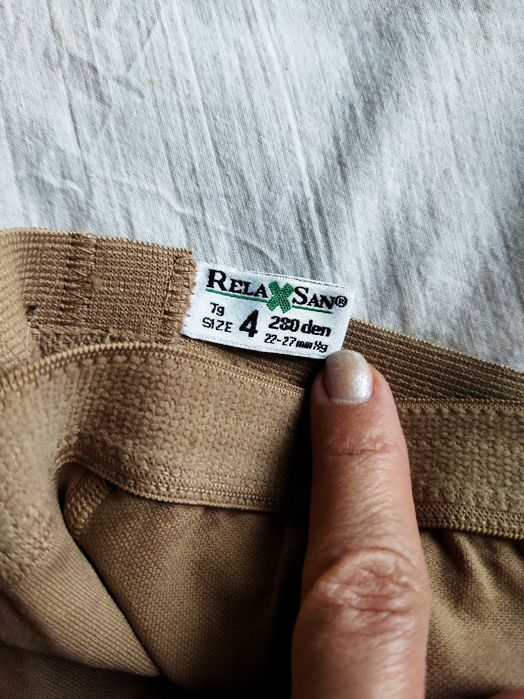 RELAXSAN®
Tg
SIZE 4 280 den
22-27 mmHg